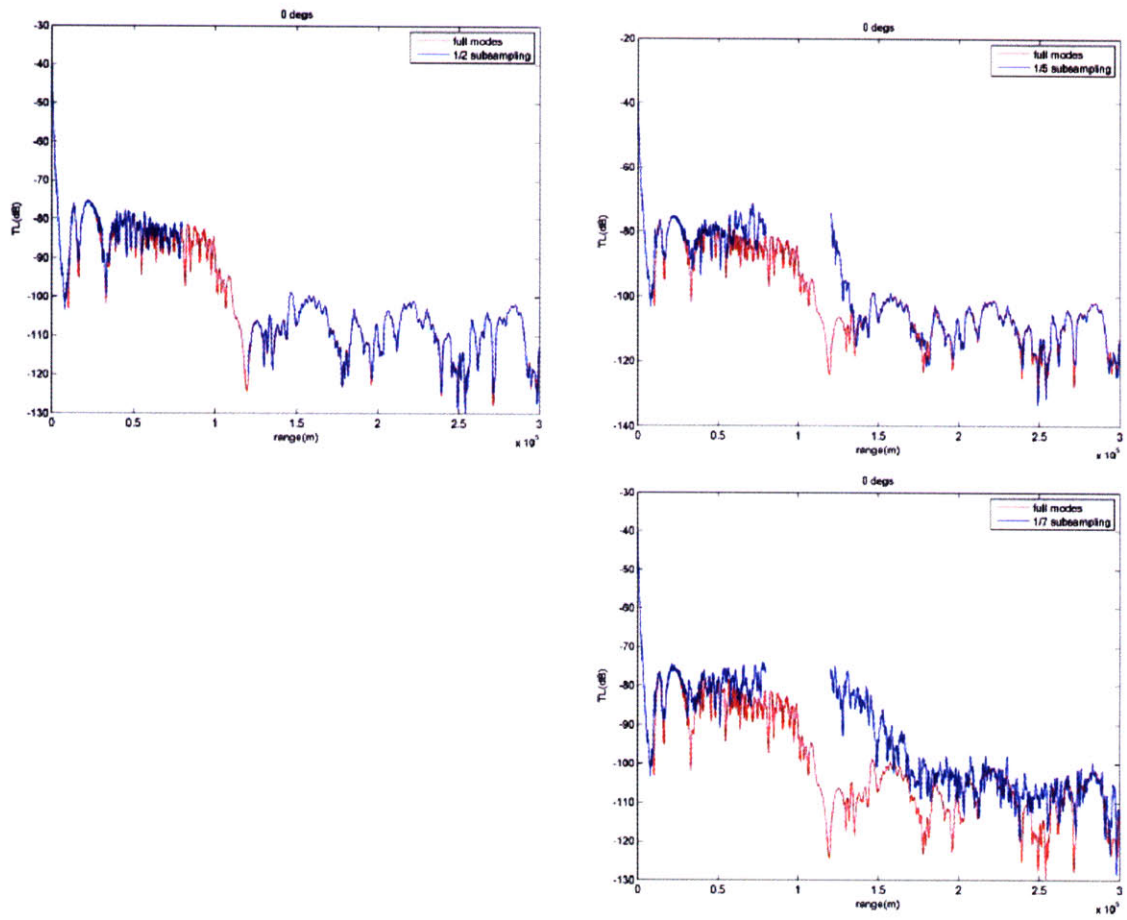 0 degs
full modes
1/2 subsampling
TL(dB)
-30
-40
-50
-60
-70
-80
-90
-100
-110
-120
-130
0
0.5
1
1.5
2
2.5
3
range(m)
x 10^5
0 degs
full modes
1/5 subsampling
TL(dB)
-20
-40
-60
-80
-100
-120
-140
0
0.5
1
1.5
2
2.5
3
range(m)
x 10^5
0 degs
full modes
1/7 subsampling
TL(dB)
-30
-40
-50
-60
-70
-80
-90
-100
-110
-120
-130
0
0.5
1
1.5
2
2.5
3
range(m)
x 10^5